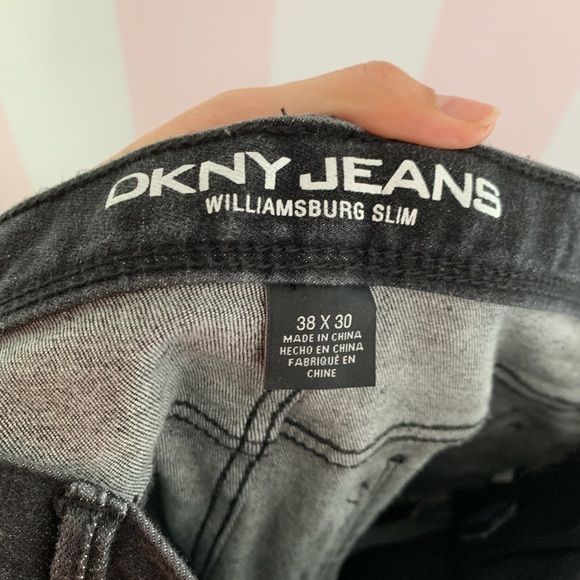 DKNY JEANS
WILLIAMSBURG SLIM
38 X 30
MADE IN CHINA
HECHO EN CHINA
FABRIQUÉ EN
CHINE